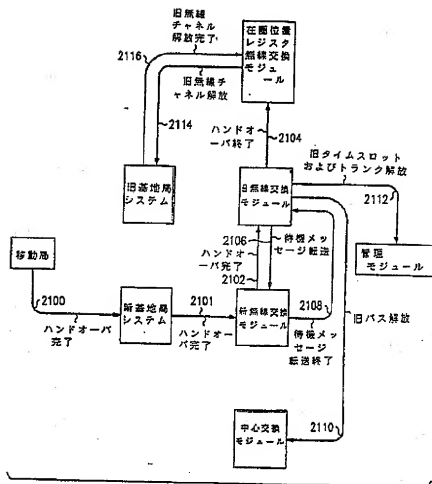 旧無線
チャネル
解放完了
2116
旧無線チ
ャネル解放
2114
在圏位置
レジスタ
無線交換
モジュ
ール
ハンドオ
ーバ終了
2104
旧基地局
システム
旧タイムスロット
およびトランク解放
2112
旧無線交換
モジュール
管理
モジュール
2106
ハンドオ
ーバ完了
2102
待機メッ
セージ転送
移動局
2100
ハンドオーバ
完了
新基地局
システム
2101
ハンドオーバ
完了
新無線交換
モジュール
2108
待機メッ
セージ
転送終了
旧パス解放
中心交換
モジュール
2110